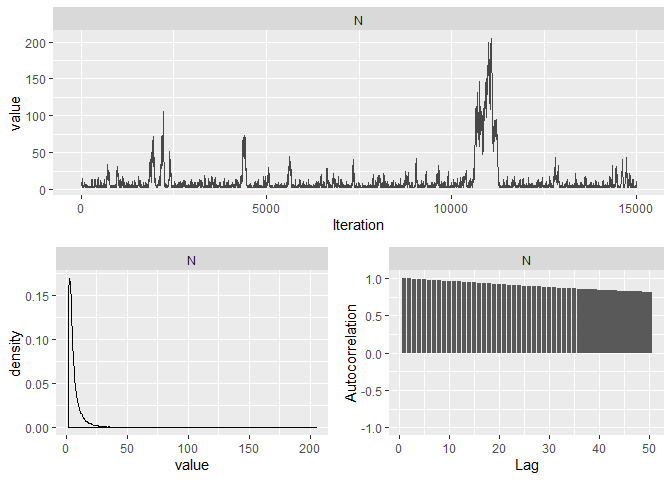 N
200
150
100
50
0
value
0 5000 10000 15000
Iteration
N
0.15
0.10
0.05
0.00
density
0 50 100 150 200
value
N
1.0
0.5
0.0
-0.5
-1.0
Autocorrelation
0 10 20 30 40 50
Lag